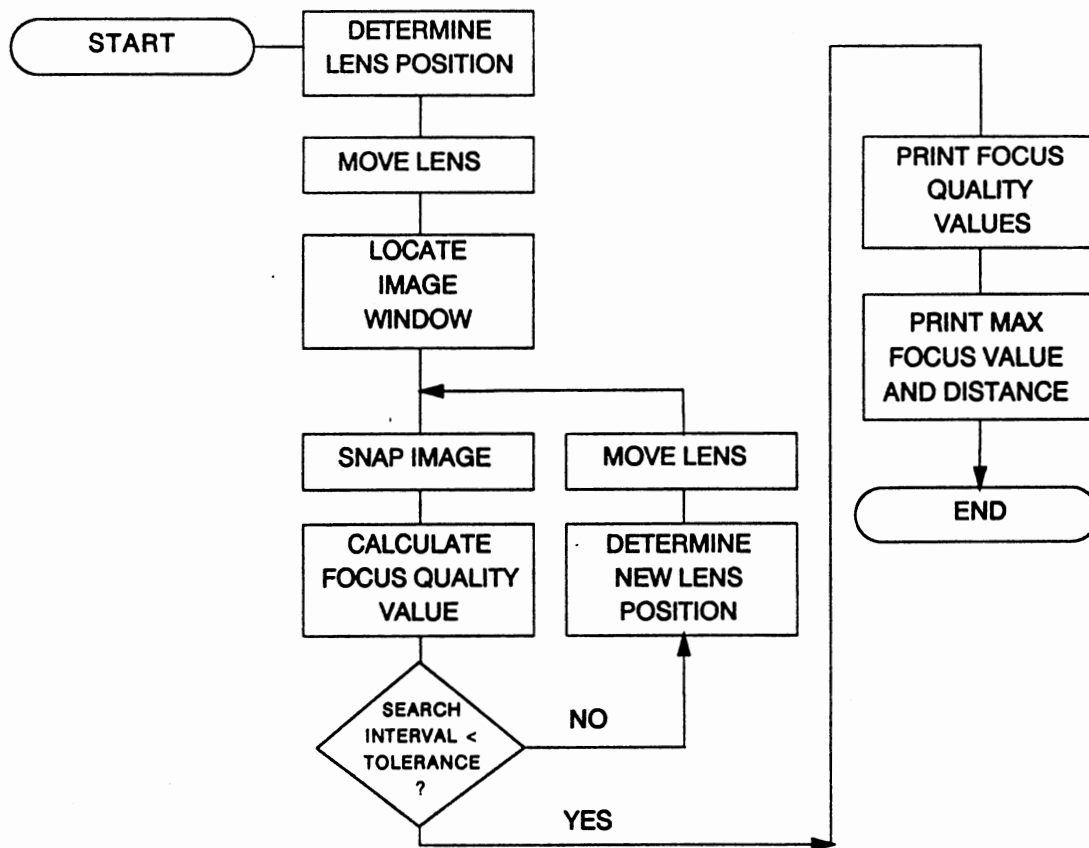 START
DETERMINE
LENS POSITION
MOVE LENS
LOCATE
IMAGE
WINDOW
SNAP IMAGE
CALCULATE
FOCUS QUALITY
VALUE
SEARCH
INTERVAL <
TOLERANCE
?
NO
YES
DETERMINE
NEW LENS
POSITION
MOVE LENS
PRINT FOCUS
QUALITY
VALUES
PRINT MAX
FOCUS VALUE
AND DISTANCE
END